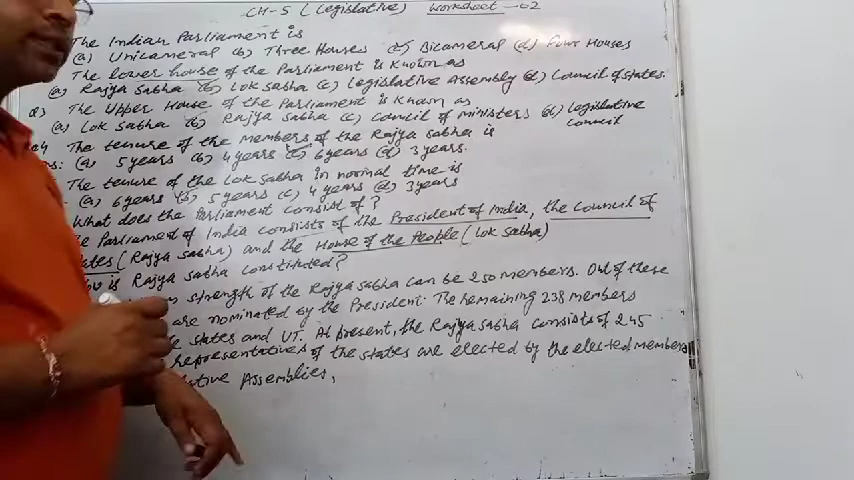 CH-5 (Legislative) Worksheet-02
The Indian Parliament is
(a) Unicameral (b) Three Houses (c) Bicameral (d) Four Houses
The lower house of the Parliament is Known as
(a) Rajya Sabha (b) Lok Sabha (c) Legislative Assembly (d) Council of States.
Q3 The Upper House of the Parliament is Known as
(a) Lok Sabha (b) Rajya Sabha (c) Council of Ministers (d) Legislative Council
The tenure of the members of the Rajya Sabha is
(a) 5 years (b) 4 years (c) 6 years (d) 3 years.
The tenure of the Lok Sabha in normal time is
(a) 6 years (b) 5 years (c) 4 years (d) 3 years
What does the Parliament consist of?
Parliament of India consists of the President of India, the Council of
(Rajya Sabha) and the House of the People (Lok Sabha)
is Rajya Sabha Constituted?
strength of the Rajya Sabha can be 250 members. Out of these
are nominated by the President. The remaining 238 members
States and UT. At present, the Rajya Sabha consists of 245
representatives of the states are elected by the elected members
Assemblies,